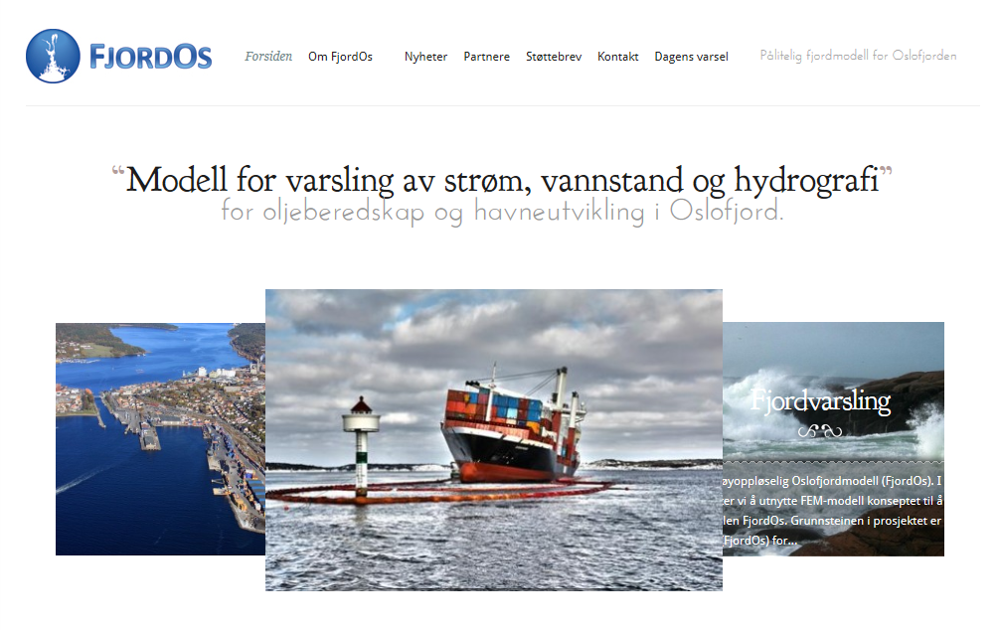 FJORDOS
Forsiden Om FjordOs Nyheter Partnere Støttebrev Kontakt Dagens varsel Pålitelig fjordmodell for Oslofjorden
“Modell for varsling av strøm, vannstand og hydrografi”
for oljeberedskap og havneutvikling i Oslofjord.
Fjordvarsling
øyoppløselig Oslofjordmodell (FjordOs). I
er vi å utnytte FEM-modell konseptet til å
len FjordOs. Grunnsteinen i prosjektet er
FjordOs) for...